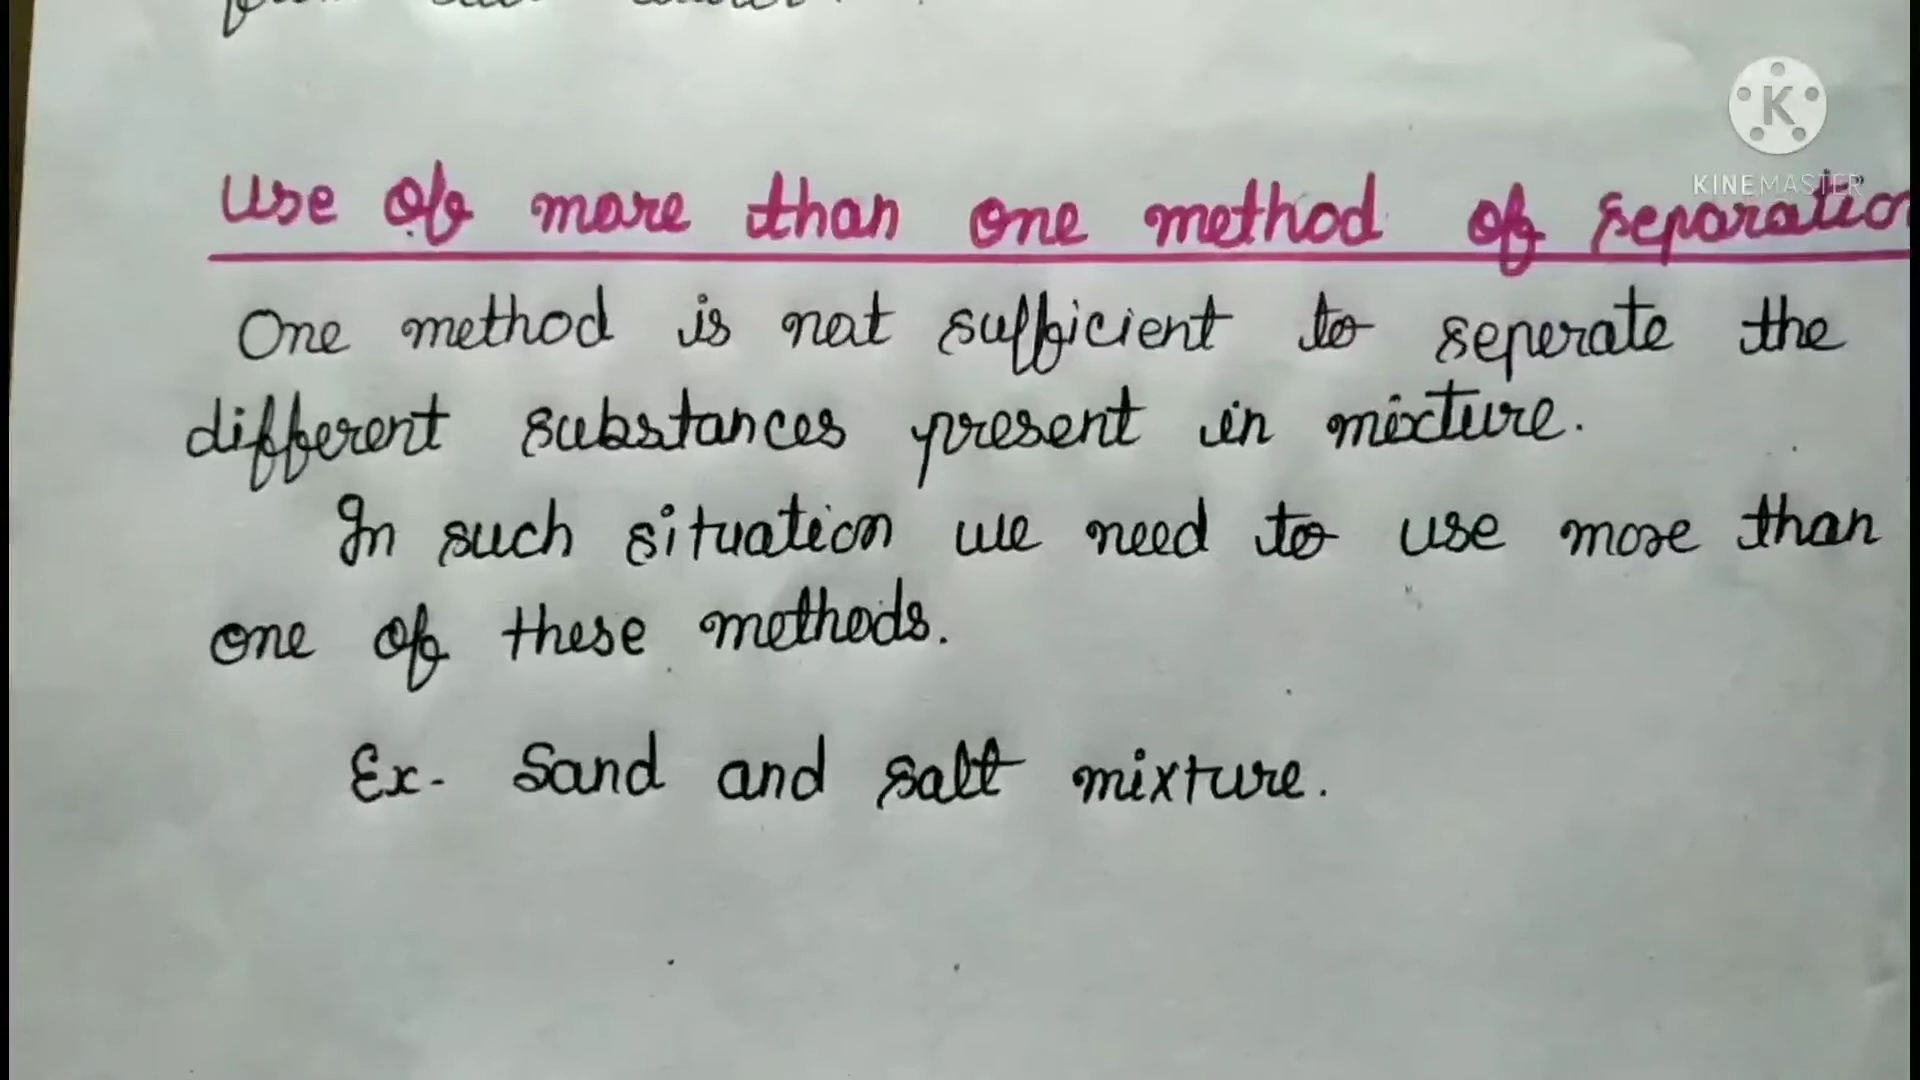 Use of more than one method of separation
One method is not sufficient to seperate the
different substances present in mixture.
In such situation we need to use more than
one of these methods.
Ex- Sand and salt mixture.
K
KINEMASTER